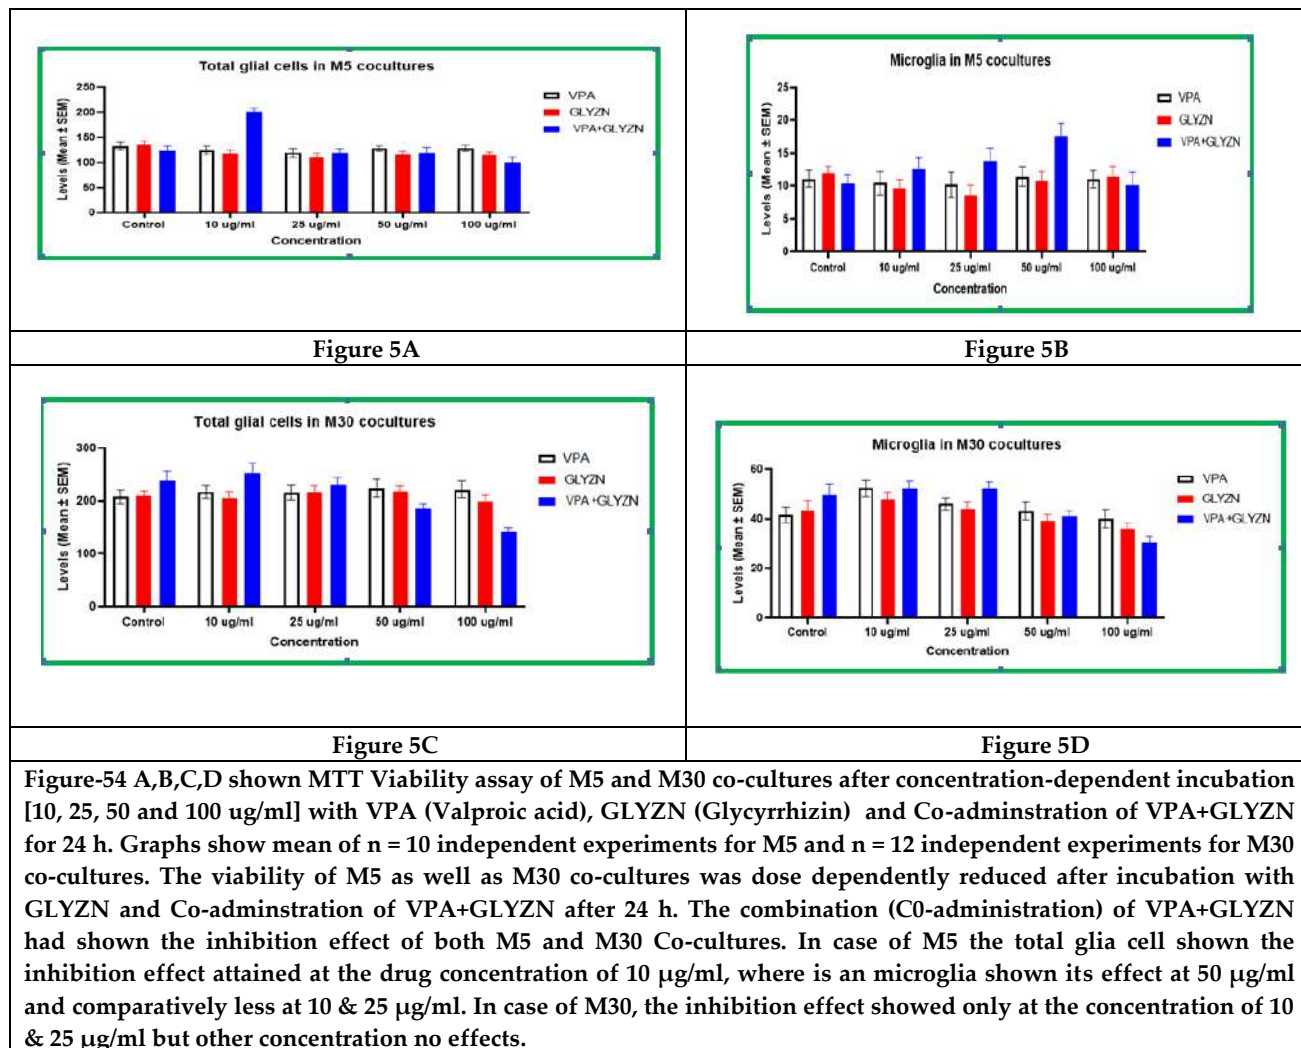 Total glial cells in M5 cocultures
Levels (Mean ± SEM)
250
200
150
100
50
0
Control 10 ug/ml 25 ug/ml 50 ug/ml 100 ug/ml
Concentration
VPA
GLYZN
VPA+GLYZN
Microglia in M5 cocultures
Levels (Mean ± SEM)
25
20
15
10
5
0
Control 10 ug/ml 25 ug/ml 50 ug/ml 100 ug/ml
Concentration
VPA
GLYZN
VPA+GLYZN
Figure 5A
Figure 5B
Total glial cells in M30 cocultures
Levels (Mean ± SEM)
300
200
100
0
Control 10 ug/ml 25 ug/ml 50 ug/ml 100 ug/ml
Concentration
VPA
GLYZN
VPA+GLYZN
Microglia in M30 cocultures
Levels (Mean ± SEM)
60
40
20
0
Control 10 ug/ml 25 ug/ml 50 ug/ml 100 ug/ml
Concentration
VPA
GLYZN
VPA+GLYZN
Figure 5C
Figure 5D
Figure-54 A,B,C,D shown MTT Viability assay of M5 and M30 co-cultures after concentration-dependent incubation
[10, 25, 50 and 100 ug/ml] with VPA (Valproic acid), GLYZN (Glycyrrhizin) and Co-adminstration of VPA+GLYZN
for 24 h. Graphs show mean of n = 10 independent experiments for M5 and n = 12 independent experiments for M30
co-cultures. The viability of M5 as well as M30 co-cultures was dose dependently reduced after incubation with
GLYZN and Co-adminstration of VPA+GLYZN after 24 h. The combination (C0-administration) of VPA+GLYZN
had shown the inhibition effect of both M5 and M30 Co-cultures. In case of M5 the total glia cell shown the
inhibition effect attained at the drug concentration of 10 µg/ml, where is an microglia shown its effect at 50 µg/ml
and comparatively less at 10 & 25 µg/ml. In case of M30, the inhibition effect showed only at the concentration of 10
& 25 µg/ml but other concentration no effects.